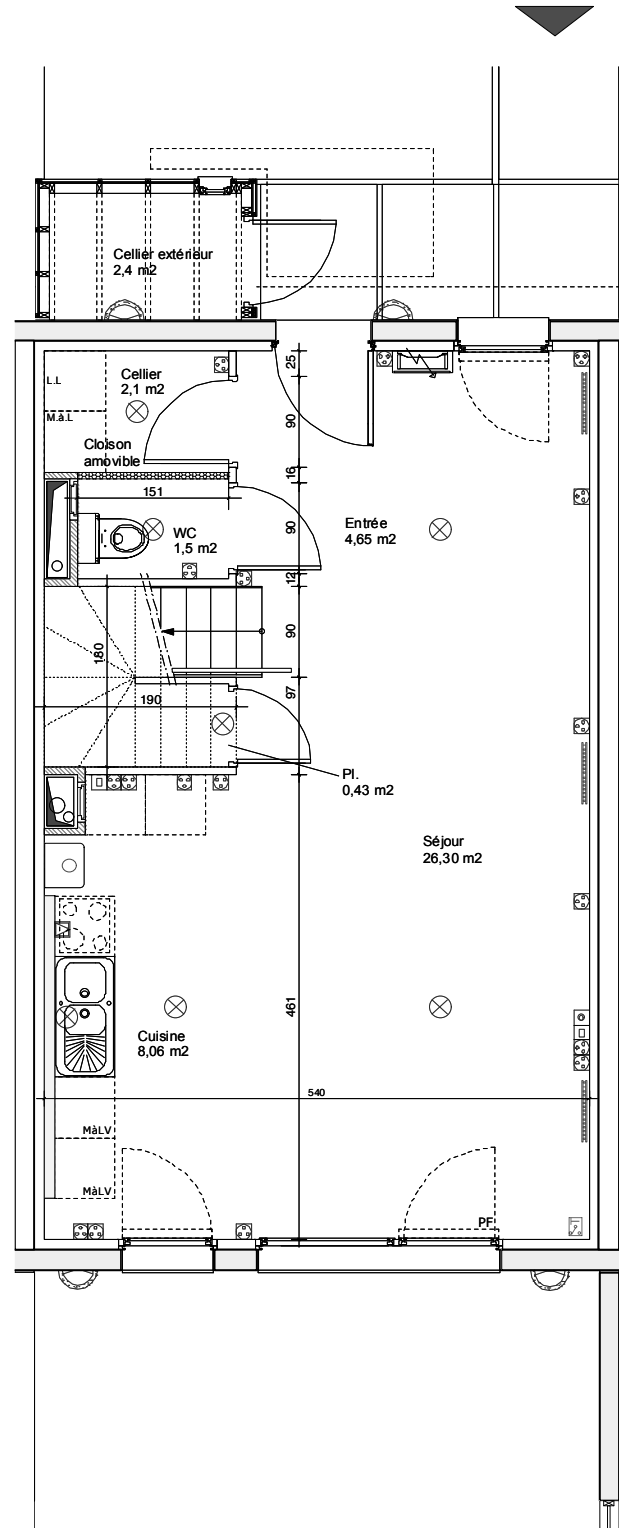 Cellier extérieur
2,4 m2
25
Cellier
2,1 m2
L.L
M.à.L
90
Cloison
amovible
16
151
WC
1,5 m2
90
Entrée
4,65 m2
12
180
90
190
97
Pl.
0,43 m2
Séjour
26,30 m2
461
Cuisine
8,06 m2
540
MàLV
MàLV
PF